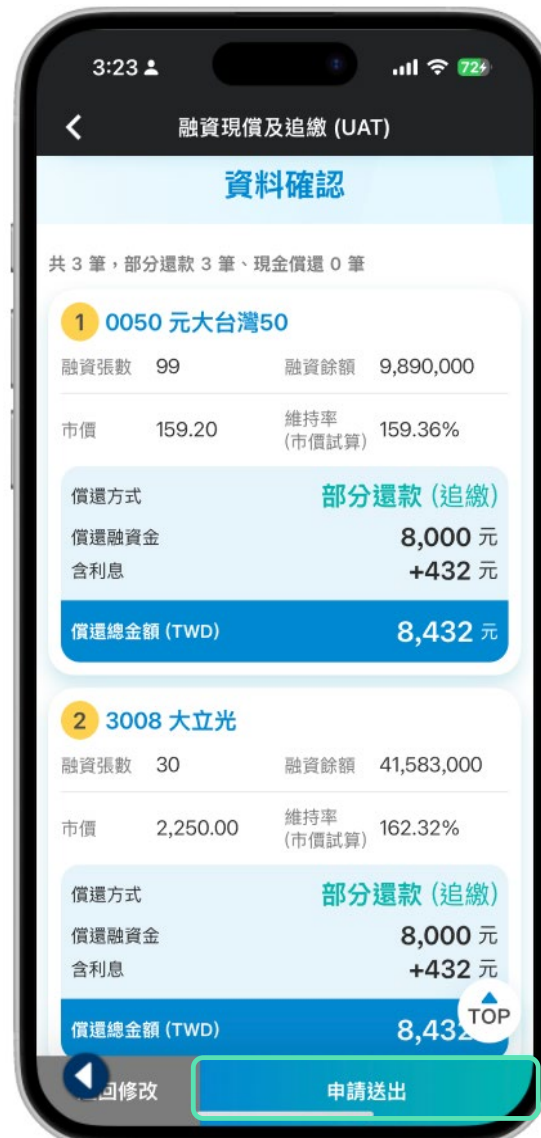 3:23
72
融資現償及追繳 (UAT)
資料確認
共 3 筆，部分還款 3 筆、現金償還 0 筆
1 0050 元大台灣50
融資張數 99 融資餘額 9,890,000
市價 159.20 維持率 (市價試算) 159.36%
償還方式 部分還款 (追繳)
償還融資金 8,000 元
含利息 +432 元
償還總金額 (TWD) 8,432 元
2 3008 大立光
融資張數 30 融資餘額 41,583,000
市價 2,250.00 維持率 (市價試算) 162.32%
償還方式 部分還款 (追繳)
償還融資金 8,000 元
含利息 +432 元
償還總金額 (TWD) 8,432
TOP
回修改 申請送出